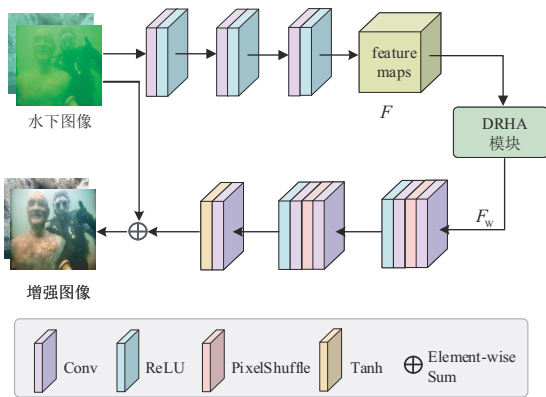 feature
maps
水下图像
F
DRHA
模块
F_w
增强图像
Conv
ReLU
PixelShuffle
Tanh
Element-wise
Sum